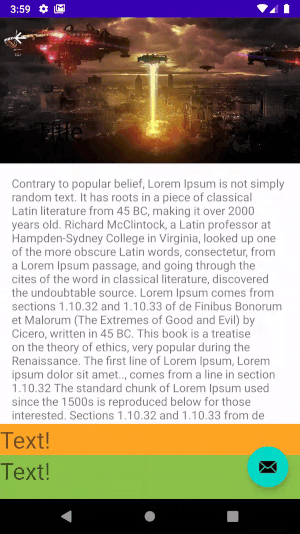 3:59
Title
Contrary to popular belief, Lorem Ipsum is not simply
random text. It has roots in a piece of classical
Latin literature from 45 BC, making it over 2000
years old. Richard McClintock, a Latin professor at
Hampden-Sydney College in Virginia, looked up one
of the more obscure Latin words, consectetur, from
a Lorem Ipsum passage, and going through the
cites of the word in classical literature, discovered
the undoubtable source. Lorem Ipsum comes from
sections 1.10.32 and 1.10.33 of de Finibus Bonorum
et Malorum (The Extremes of Good and Evil) by
Cicero, written in 45 BC. This book is a treatise
on the theory of ethics, very popular during the
Renaissance. The first line of Lorem Ipsum, Lorem
ipsum dolor sit amet.., comes from a line in section
1.10.32 The standard chunk of Lorem Ipsum used
since the 1500s is reproduced below for those
interested. Sections 1.10.32 and 1.10.33 from de
Text!
Text!